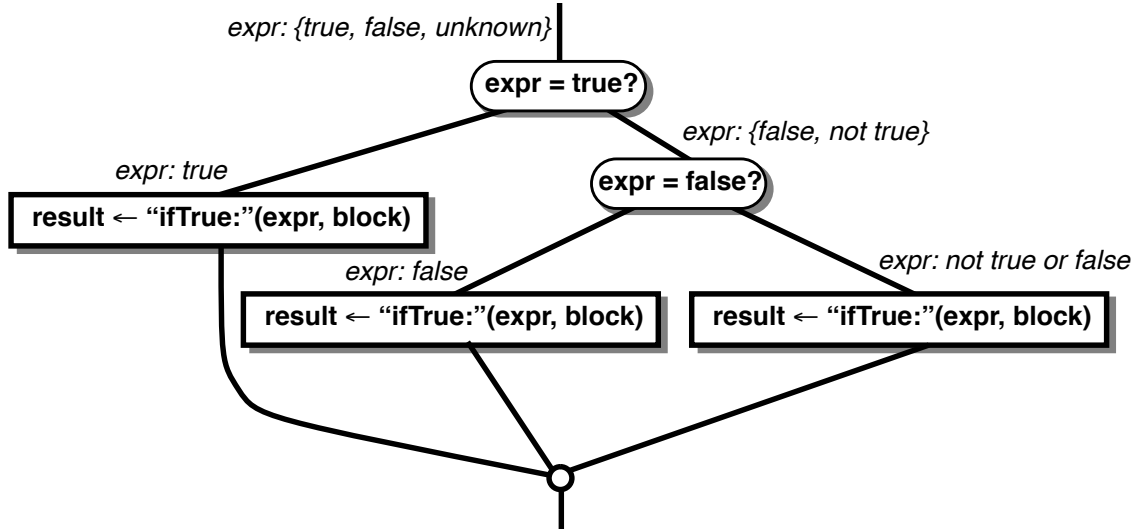 expr: {true, false, unknown}
expr = true?
expr: {false, not true}
expr: true
expr = false?
result ← “ifTrue:”(expr, block)
expr: false
expr: not true or false
result ← “ifTrue:”(expr, block)
result ← “ifTrue:”(expr, block)